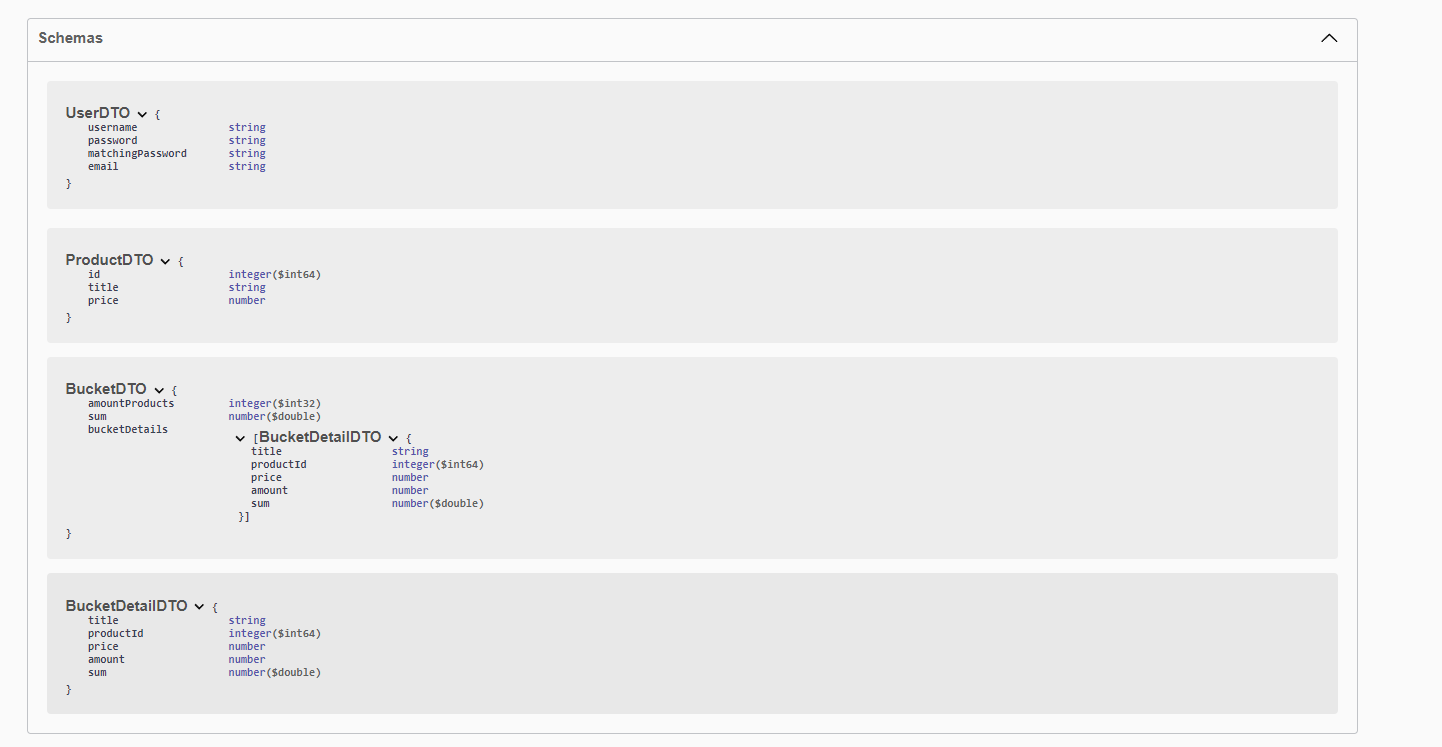 Schemas
UserDTO {
username string
password string
matchingPassword string
email string
}
ProductDTO {
id integer($int64)
title string
price number
}
BucketDTO {
amountProducts integer($int32)
sum number($double)
bucketDetails
[BucketDetailDTO {
title string
productId integer($int64)
price number
amount number
sum number($double)
}]
}
BucketDetailDTO {
title string
productId integer($int64)
price number
amount number
sum number($double)
}